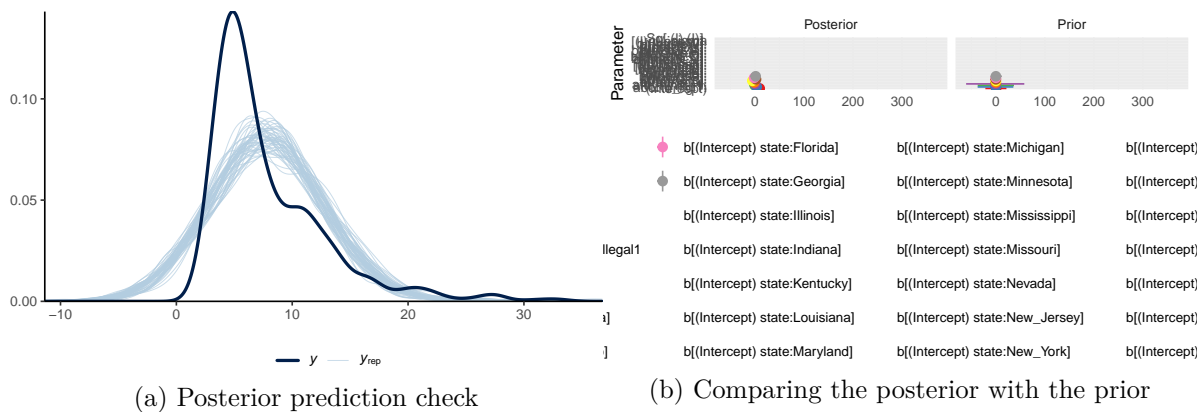 0.10
0.05
0.00
−10 0 10 20 30
y yrep
(a) Posterior prediction check
Posterior Prior
Parameter
0 100 200 300 0 100 200 300
b[(Intercept) state:Florida] b[(Intercept) state:Michigan] b[(Intercept)
b[(Intercept) state:Georgia] b[(Intercept) state:Minnesota] b[(Intercept)
b[(Intercept) state:Illinois] b[(Intercept) state:Mississippi] b[(Intercept)
llegal1 b[(Intercept) state:Indiana] b[(Intercept) state:Missouri] b[(Intercept)
b[(Intercept) state:Kentucky] b[(Intercept) state:Nevada] b[(Intercept)
] b[(Intercept) state:Louisiana] b[(Intercept) state:New_Jersey] b[(Intercept)
] b[(Intercept) state:Maryland] b[(Intercept) state:New_York] b[(Intercept)
(b) Comparing the posterior with the prior